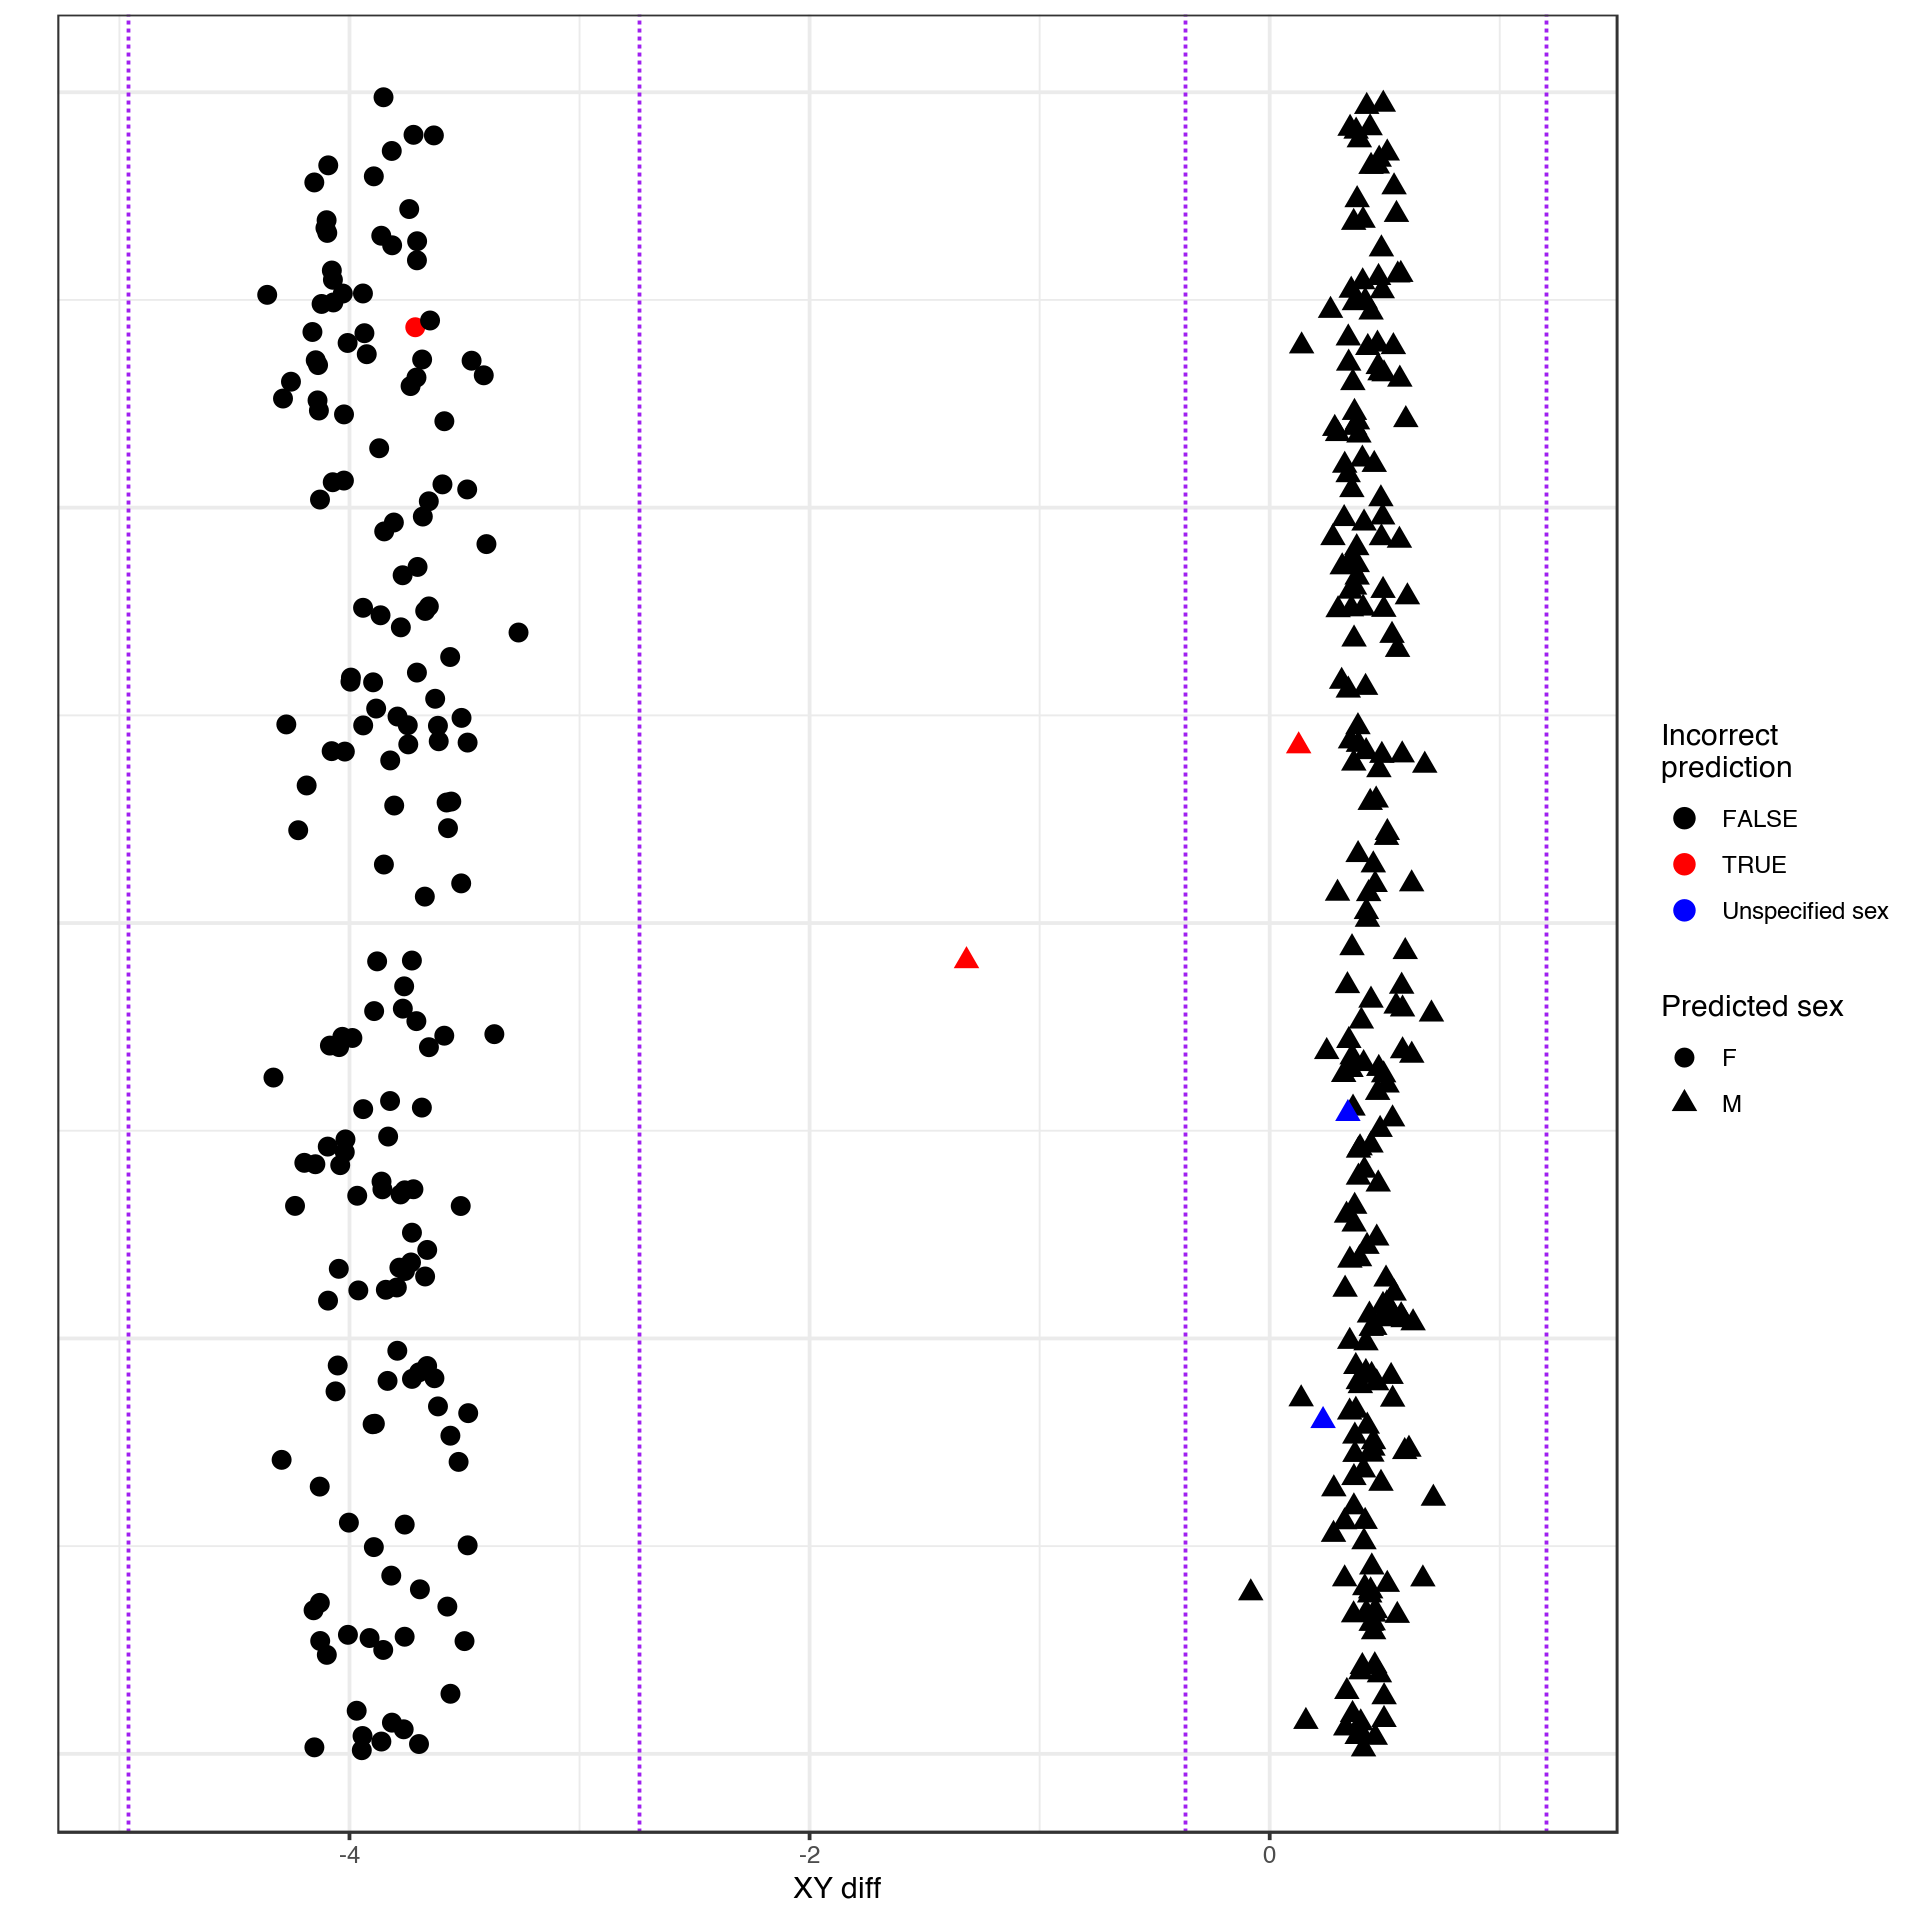 Incorrect
prediction
FALSE
TRUE
Unspecified sex
Predicted sex
F
M
-4
-2
0
XY diff